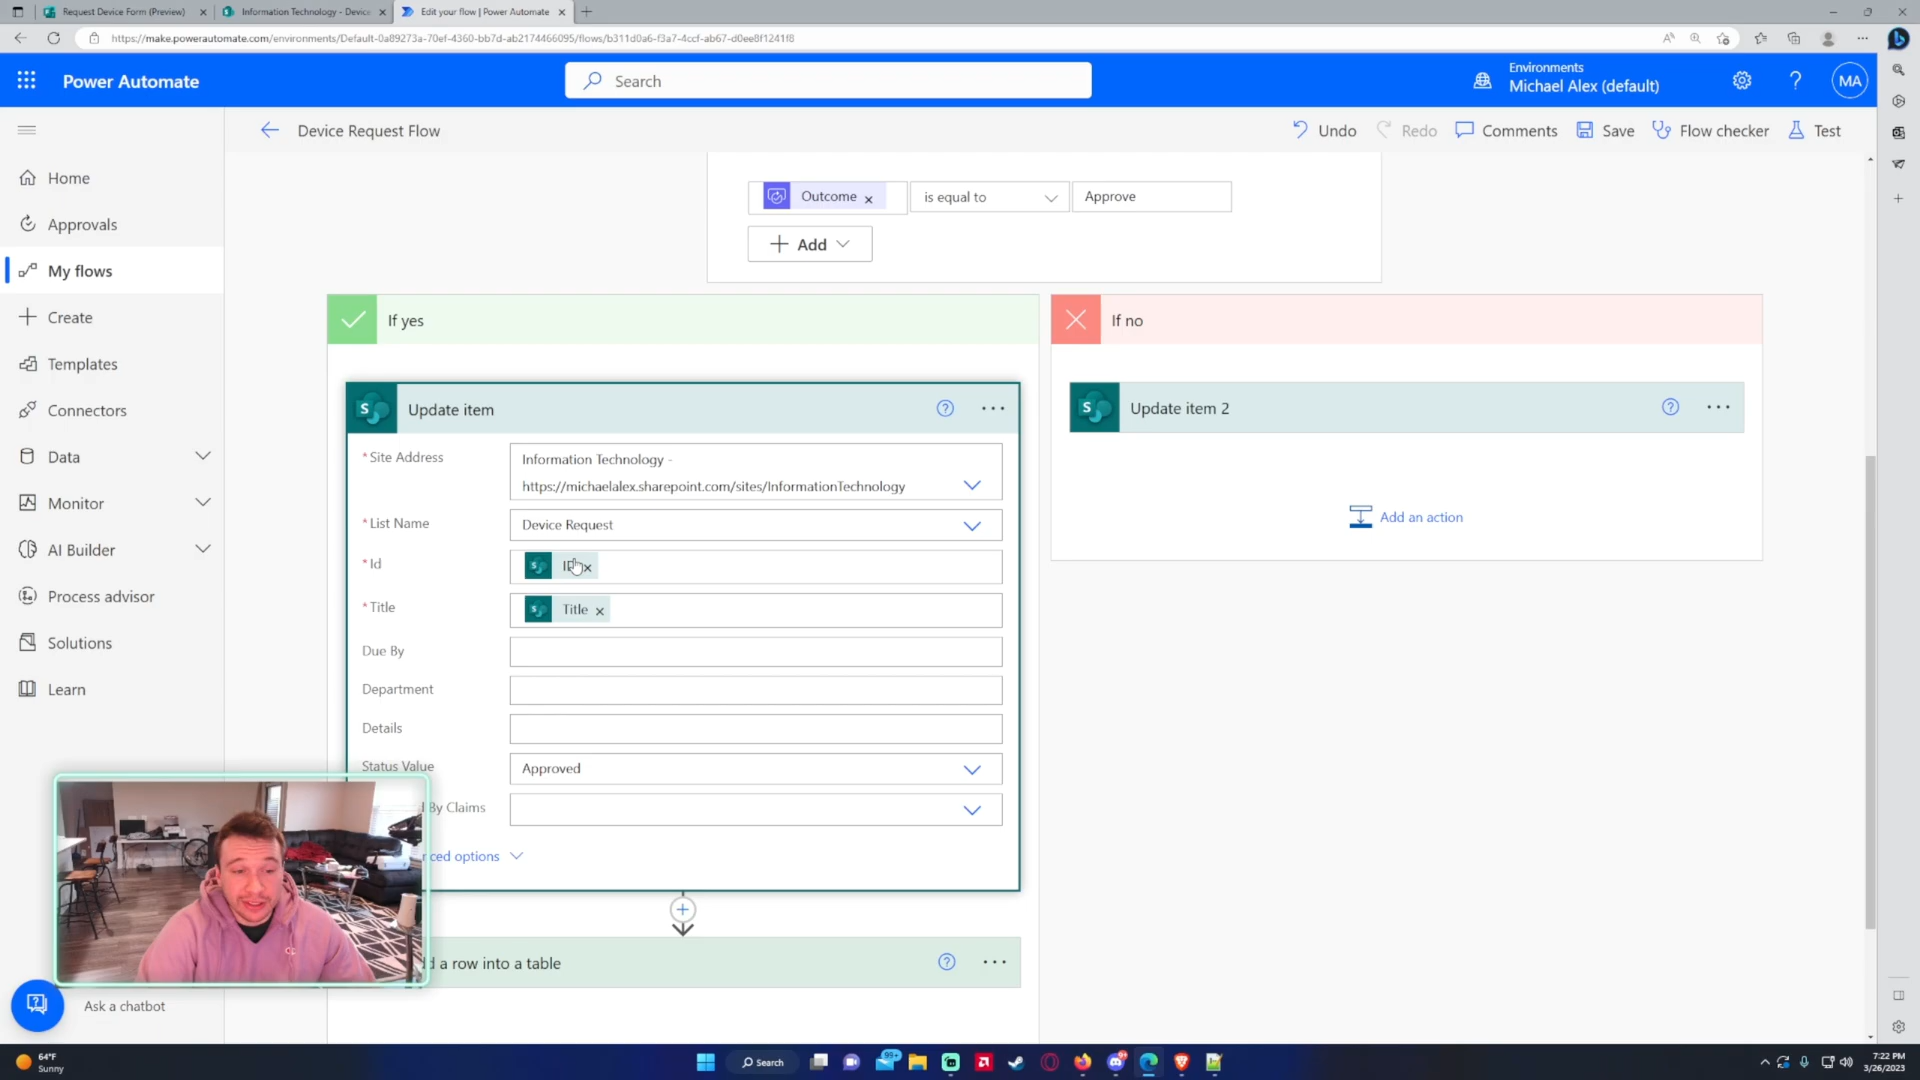 Request Device Form (Preview)
Information Technology - Device
Edit your flow | Power Automate
https://make.powerautomate.com/environments/Default-0a89273a-70ef-4360-bb7d-ab2174466095/flows/b311d0a6-f3a7-4ccf-ab67-d0ee8f1241f8
Power Automate
Search
Environments
Michael Alex (default)
MA
Device Request Flow
Undo
Redo
Comments
Save
Flow checker
Test
Home
Approvals
My flows
Create
Templates
Connectors
Data
Monitor
AI Builder
Process advisor
Solutions
Learn
Ask a chatbot
Outcome
is equal to
Approve
Add
If yes
If no
Update item
Update item 2
Add an action
*Site Address
Information Technology -
https://michaelalex.sharepoint.com/sites/InformationTechnology
*List Name
Device Request
*Id
*Title
Title
Due By
Department
Details
Status Value
Approved
By Claims
nced options
d a row into a table
64°F
Sunny
Search
99+
7:22 PM
3/26/2023